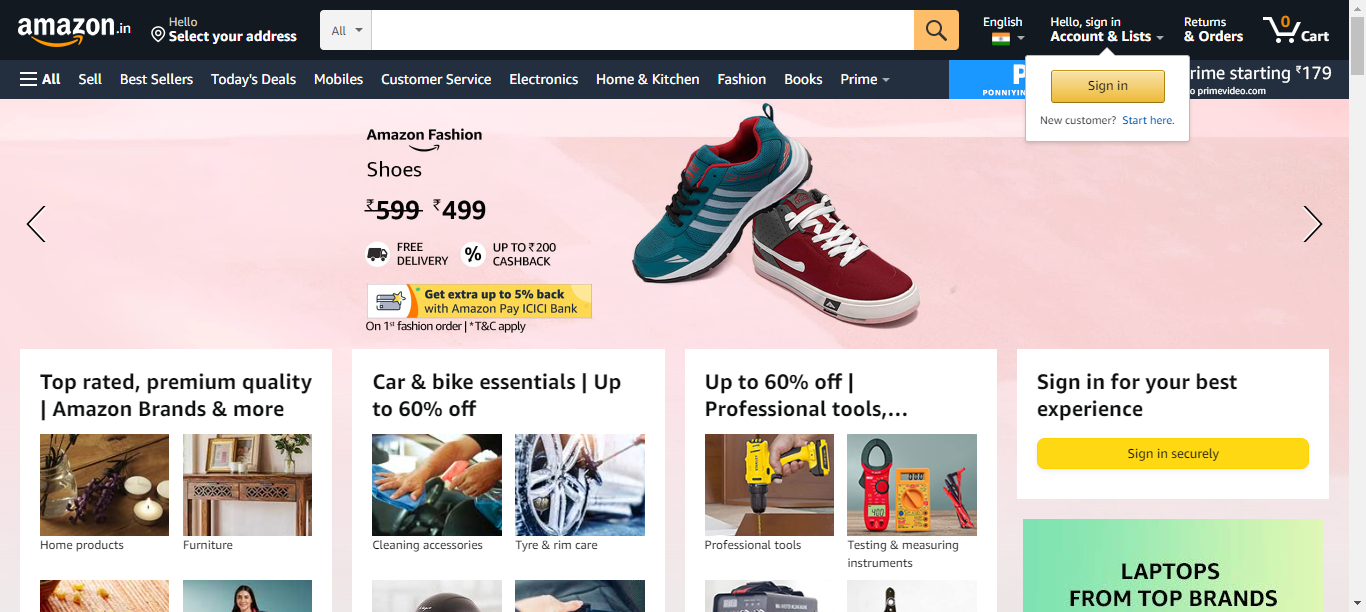 amazon.in
Hello
Select your address
All
English
Hello, sign in
Account & Lists
Returns
& Orders
0
Cart
All
Sell
Best Sellers
Today's Deals
Mobiles
Customer Service
Electronics
Home & Kitchen
Fashion
Books
Prime
P
PONNIYIN
rime starting ₹179
o primevideo.com
Sign in
New customer? Start here.
Amazon Fashion
Shoes
₹599 ₹499
FREE
DELIVERY
%
UP TO ₹200
CASHBACK
Get extra up to 5% back
with Amazon Pay ICICI Bank
On 1st fashion order | *T&C apply
Top rated, premium quality
| Amazon Brands & more
Home products
Furniture
Car & bike essentials | Up
to 60% off
Cleaning accessories
Tyre & rim care
Up to 60% off |
Professional tools,...
Professional tools
Testing & measuring
instruments
Sign in for your best
experience
Sign in securely
LAPTOPS
FROM TOP BRANDS